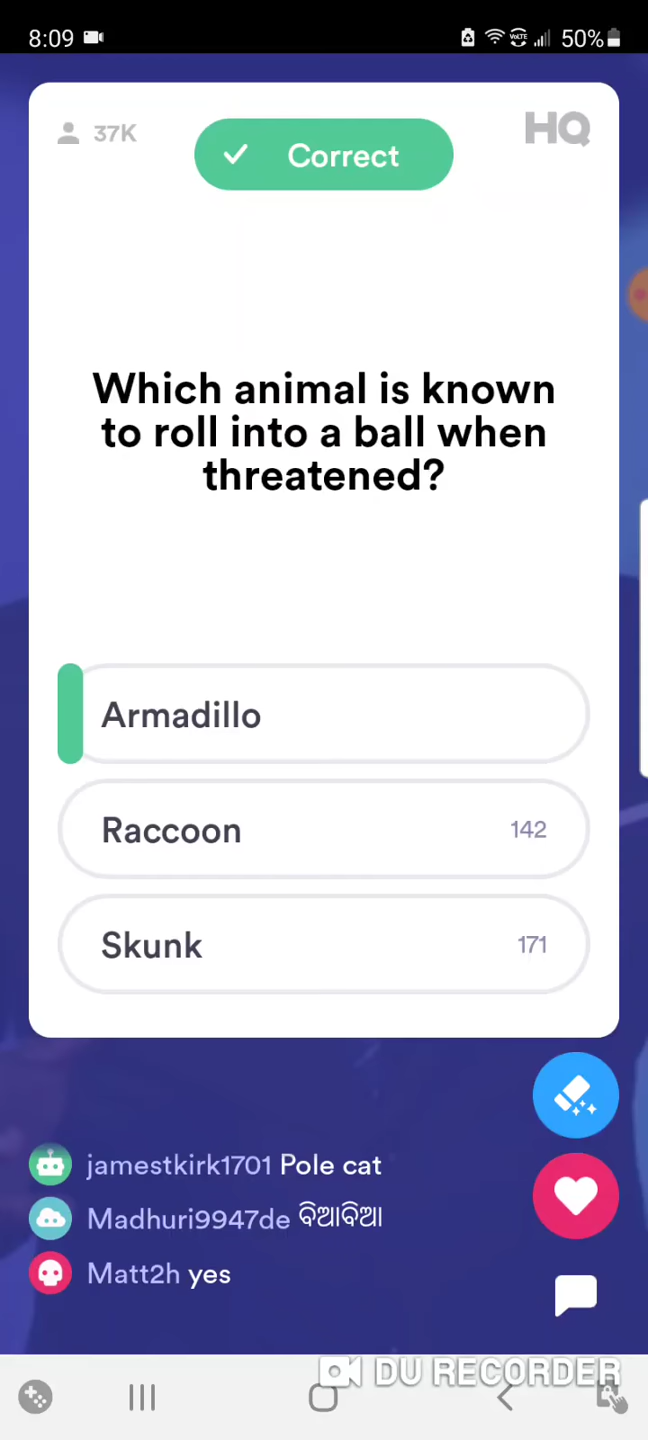 8:09
VoLTE
50%
37K
Correct
HQ
Which animal is known
to roll into a ball when
threatened?
Armadillo
Raccoon 142
Skunk 171
jamestkirk1701 Pole cat
Madhuri9947de ବିଆବିଆ
Matt2h yes
DU RECORDER